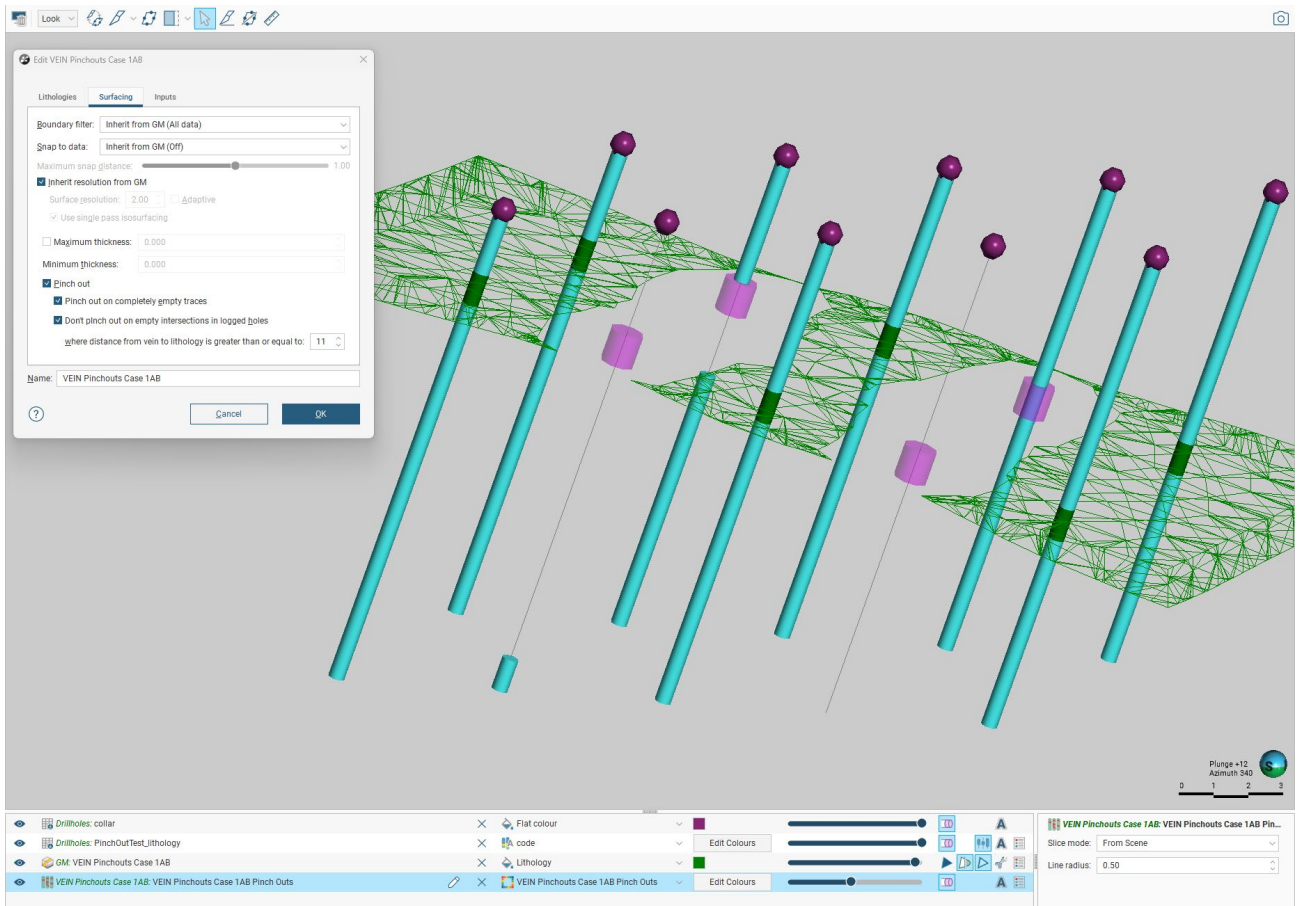 Look
Edit VEIN Pinchouts Case 1AB
Lithologies Surfacing Inputs
Boundary filter: Inherit from GM (All data)
Snap to data: Inherit from GM (Off)
Maximum snap distance: 1.00
Inherit resolution from GM
Surface resolution: 2.00 Adaptive
Use single pass isosurfacing
Maximum thickness: 0.000
Minimum thickness: 0.000
Pinch out
Pinch out on completely empty traces
Don't pinch out on empty intersections in logged holes
where distance from vein to lithology is greater than or equal to: 11
Name: VEIN Pinchouts Case 1AB
? Cancel OK
Plunge +12
Azimuth 340
S
0 1 2 3
Drillholes: collar Flat colour A
Drillholes: PinchOutTest_lithology code Edit Colours A
GM: VEIN Pinchouts Case 1AB Lithology
VEIN Pinchouts Case 1AB: VEIN Pinchouts Case 1AB Pinch Outs VEIN Pinchouts Case 1AB Pinch Outs Edit Colours A
VEIN Pinchouts Case 1AB: VEIN Pinchouts Case 1AB Pin...
Slice mode: From Scene
Line radius: 0.50